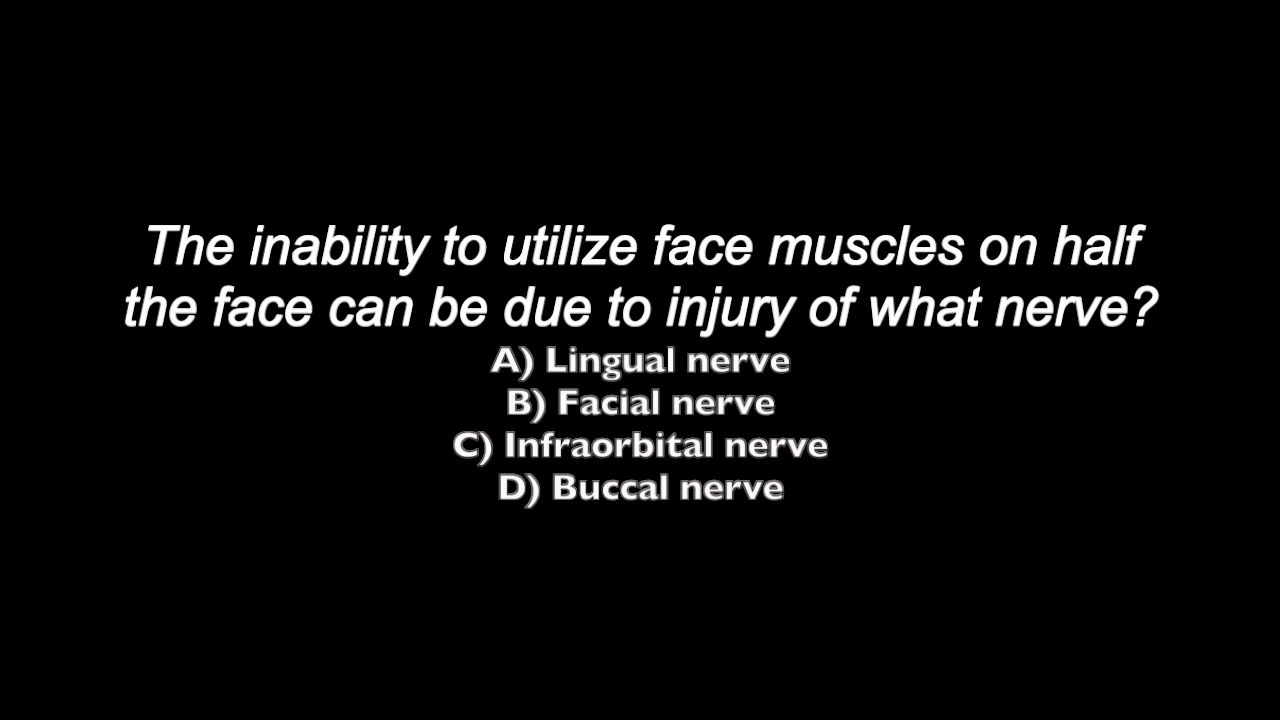 The inability to utilize face muscles on half
the face can be due to injury of what nerve?
A) Lingual nerve
B) Facial nerve
C) Infraorbital nerve
D) Buccal nerve